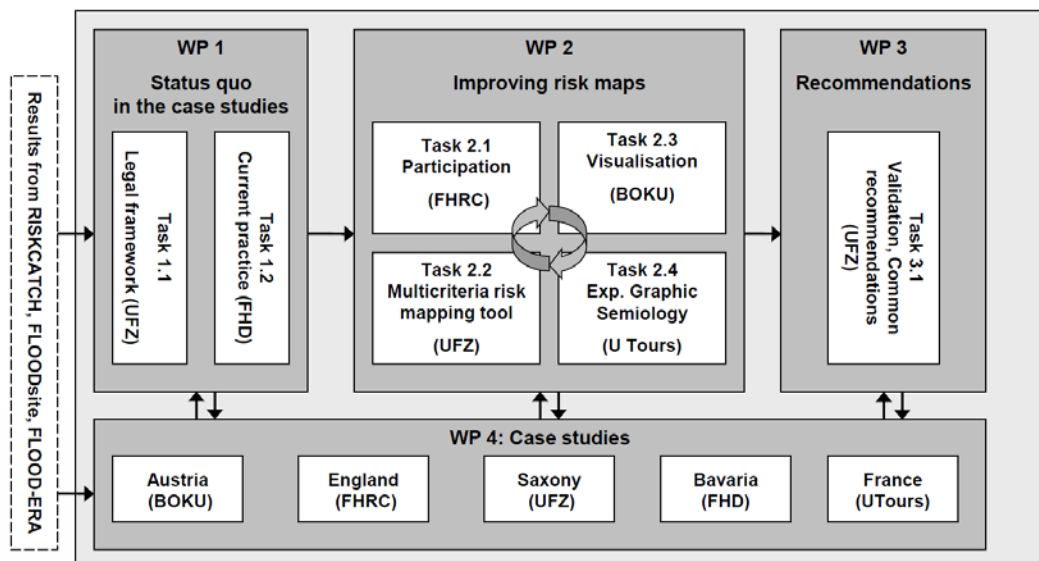 Results from RISKCATCH, FLOODsite, FLOOD-ERA
WP 1
Status quo
in the case studies
Task 1.1
Legal framework (UFZ)
Task 1.2
Current practice (FHD)
WP 2
Improving risk maps
Task 2.1
Participation
(FHRC)
Task 2.3
Visualisation
(BOKU)
Task 2.2
Multicriteria risk
mapping tool
(UFZ)
Task 2.4
Exp. Graphic
Semiology
(U Tours)
WP 3
Recommendations
Task 3.1
Validation, Common
recommendations
(UFZ)
WP 4: Case studies
Austria
(BOKU)
England
(FHRC)
Saxony
(UFZ)
Bavaria
(FHD)
France
(UTours)